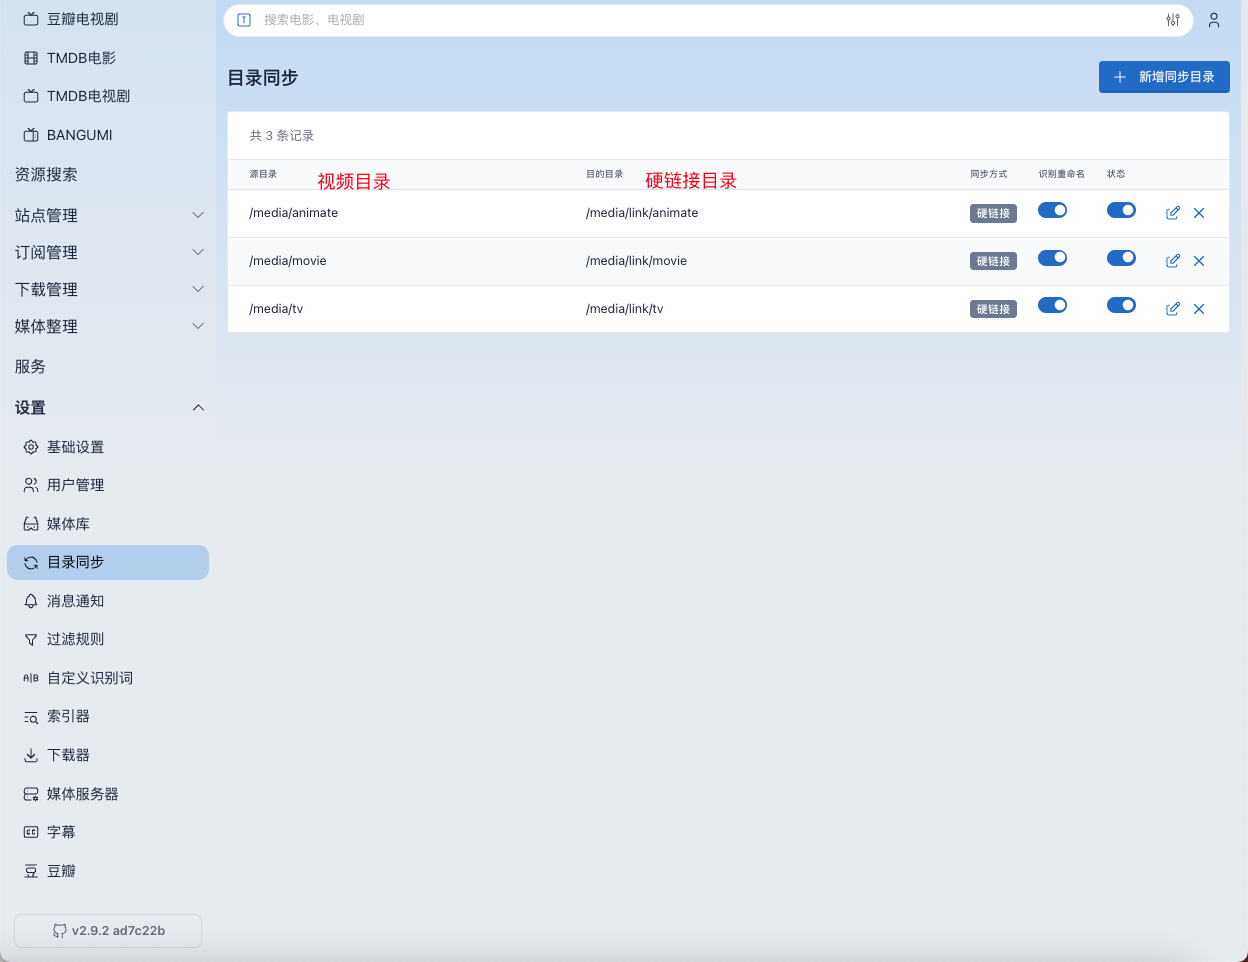 豆瓣电视剧
TMDB电影
TMDB电视剧
BANGUMI
资源搜索
站点管理
订阅管理
下载管理
媒体整理
服务
设置
基础设置
用户管理
媒体库
目录同步
消息通知
过滤规则
A|B 自定义识别词
索引器
下载器
媒体服务器
CC 字幕
豆 豆瓣
v2.9.2 ad7c22b
T 搜索电影、电视剧
目录同步
新增同步目录
共 3 条记录
源目录 视频目录 目的目录 硬链接目录 同步方式 识别重命名 状态
/media/animate /media/link/animate 硬链接
/media/movie /media/link/movie 硬链接
/media/tv /media/link/tv 硬链接